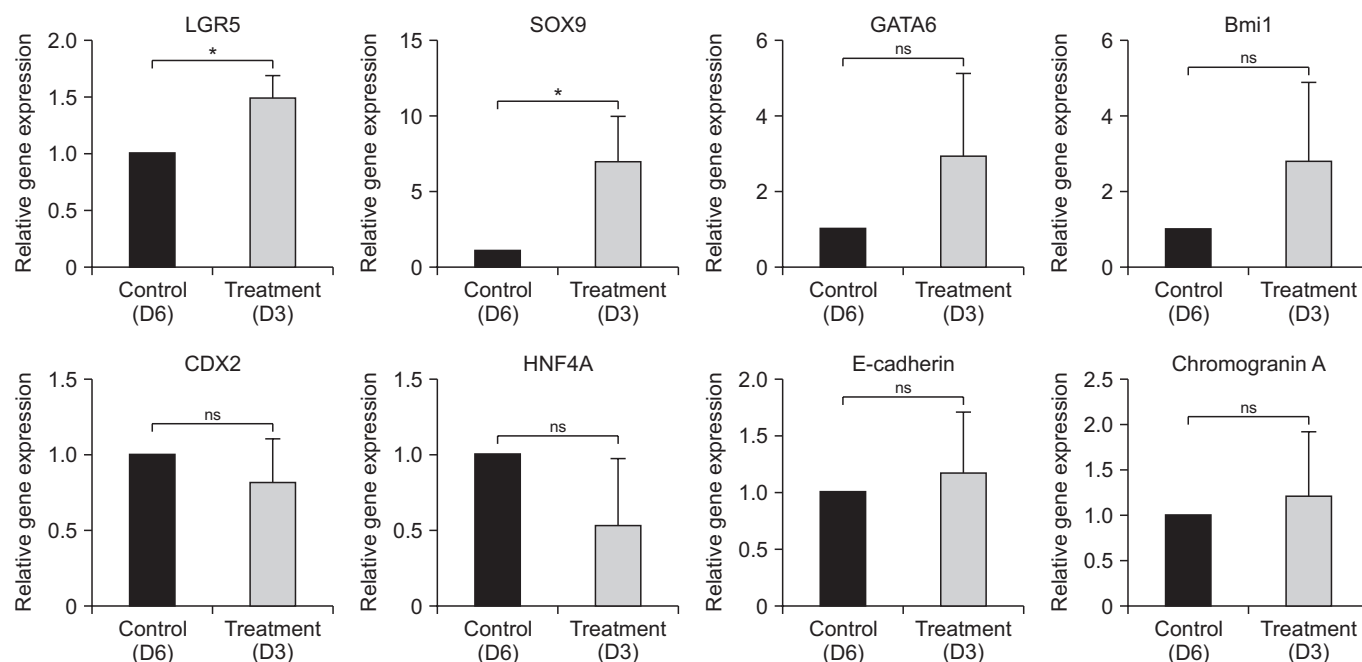 LGR5
Relative gene expression
2.0
1.5
1.0
0.5
0
*
Control
(D6)
Treatment
(D3)
SOX9
Relative gene expression
15
10
5
0
*
Control
(D6)
Treatment
(D3)
GATA6
Relative gene expression
6
4
2
0
ns
Control
(D6)
Treatment
(D3)
Bmi1
Relative gene expression
6
4
2
0
ns
Control
(D6)
Treatment
(D3)
CDX2
Relative gene expression
1.5
1.0
0.5
0
ns
Control
(D6)
Treatment
(D3)
HNF4A
Relative gene expression
1.5
1.0
0.5
0
ns
Control
(D6)
Treatment
(D3)
E-cadherin
Relative gene expression
2.0
1.5
1.0
0.5
0
ns
Control
(D6)
Treatment
(D3)
Chromogranin A
Relative gene expression
2.5
2.0
1.5
1.0
0.5
0
ns
Control
(D6)
Treatment
(D3)